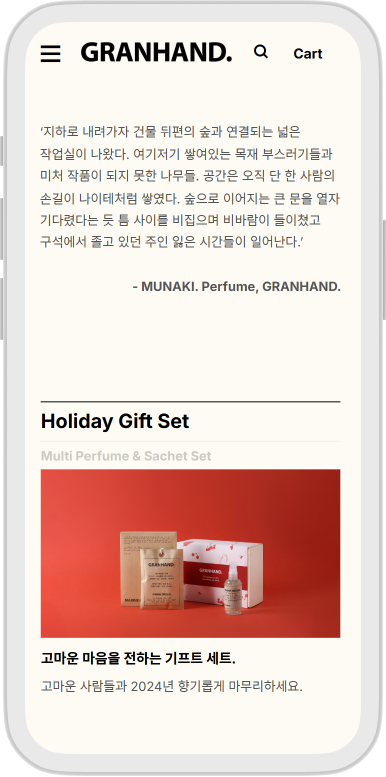 GRANHAND.
Cart
‘지하로 내려가자 건물 뒤편의 숲과 연결되는 넓은
작업실이 나왔다. 여기저기 쌓여있는 목재 부스러기들과
미처 작품이 되지 못한 나무들. 공간은 오직 단 한 사람의
손길이 나이테처럼 쌓였다. 숲으로 이어지는 큰 문을 열자
기다렸다는 듯 틈 사이를 비집으며 비바람이 들이쳤고
구석에서 졸고 있던 주인 잃은 시간들이 일어난다.’
- MUNAKI. Perfume, GRANHAND.
Holiday Gift Set
Multi Perfume & Sachet Set
GRANHAND.
GRANHAND.
고마운 마음을 전하는 기프트 세트.
고마운 사람들과 2024년 향기롭게 마무리하세요.